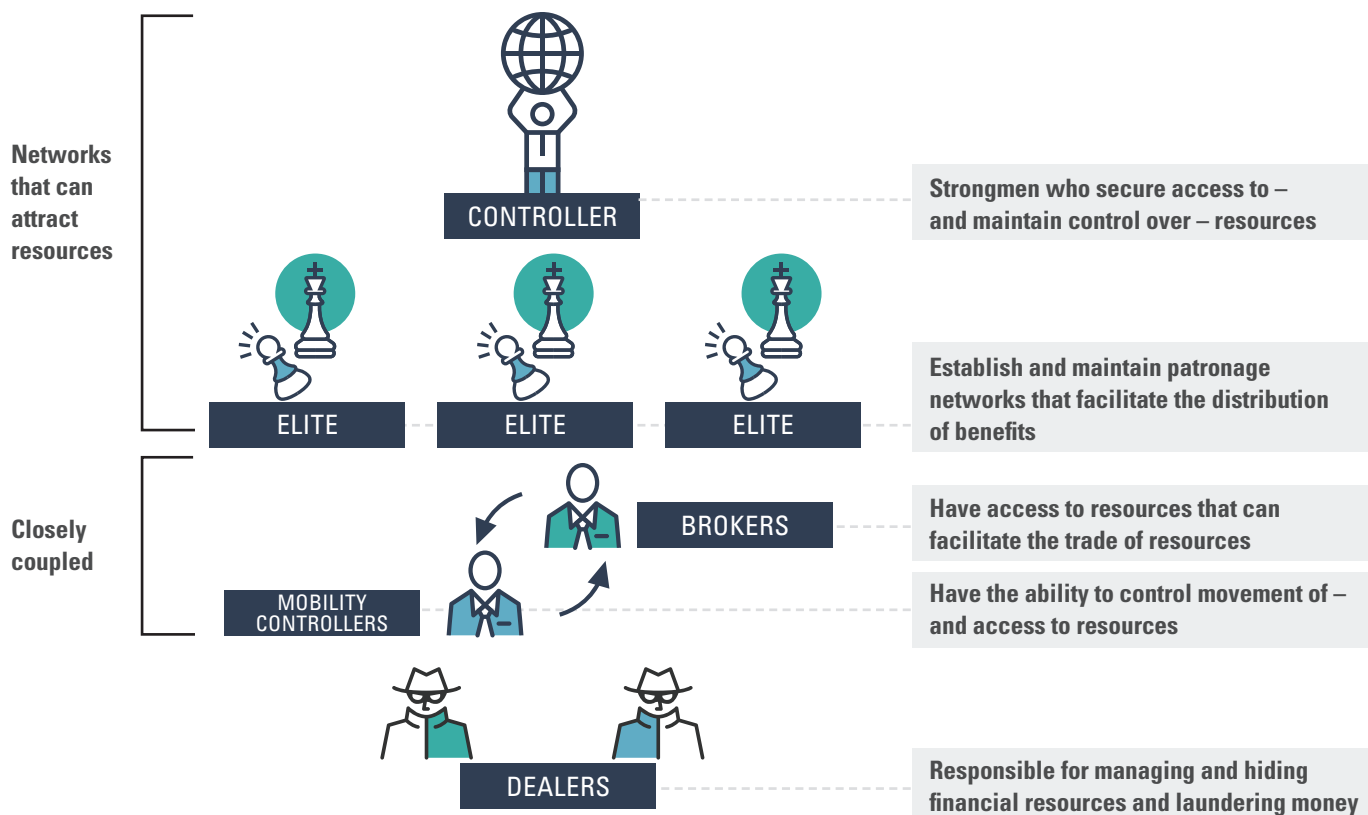 Networks
that can
attract
resources
CONTROLLER
Strongmen who secure access to –
and maintain control over – resources
ELITE
ELITE
ELITE
Establish and maintain patronage
networks that facilitate the distribution
of benefits
Closely
coupled
BROKERS
Have access to resources that can
facilitate the trade of resources
MOBILITY
CONTROLLERS
Have the ability to control movement of –
and access to resources
DEALERS
Responsible for managing and hiding
financial resources and laundering money